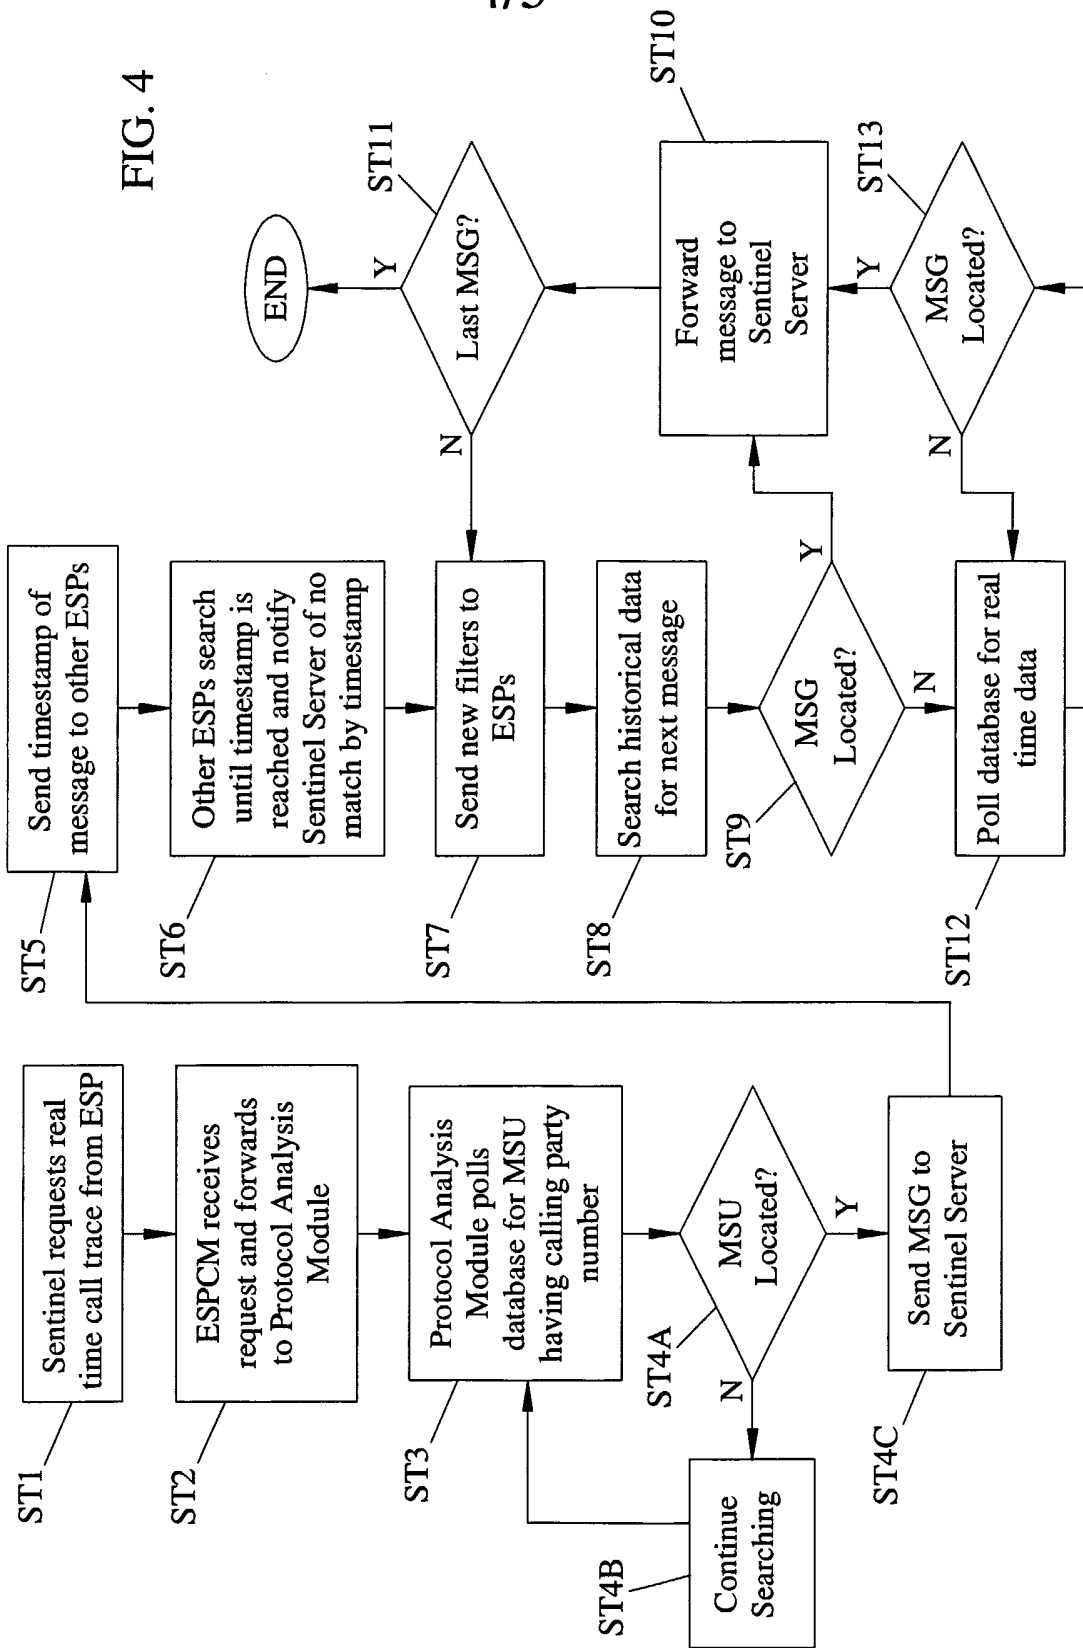 FIG. 4
ST1
Sentinel requests real
time call trace from ESP
ST2
ESPCM receives
request and forwards
to Protocol Analysis
Module
ST3
Protocol Analysis
Module polls
database for MSU
having calling party
number
ST4A
MSU
Located?
N
Y
ST4B
Continue
Searching
ST4C
Send MSG to
Sentinel Server
ST5
Send timestamp of
message to other ESPs
ST6
Other ESPs search
until timestamp is
reached and notify
Sentinel Server of no
match by timestamp
ST7
Send new filters to
ESPs
ST8
Search historical data
for next message
ST9
MSG
Located?
Y
N
ST10
Forward
message to
Sentinel
Server
ST11
Last MSG?
Y
N
END
ST12
Poll database for real
time data
ST13
MSG
Located?
Y
N